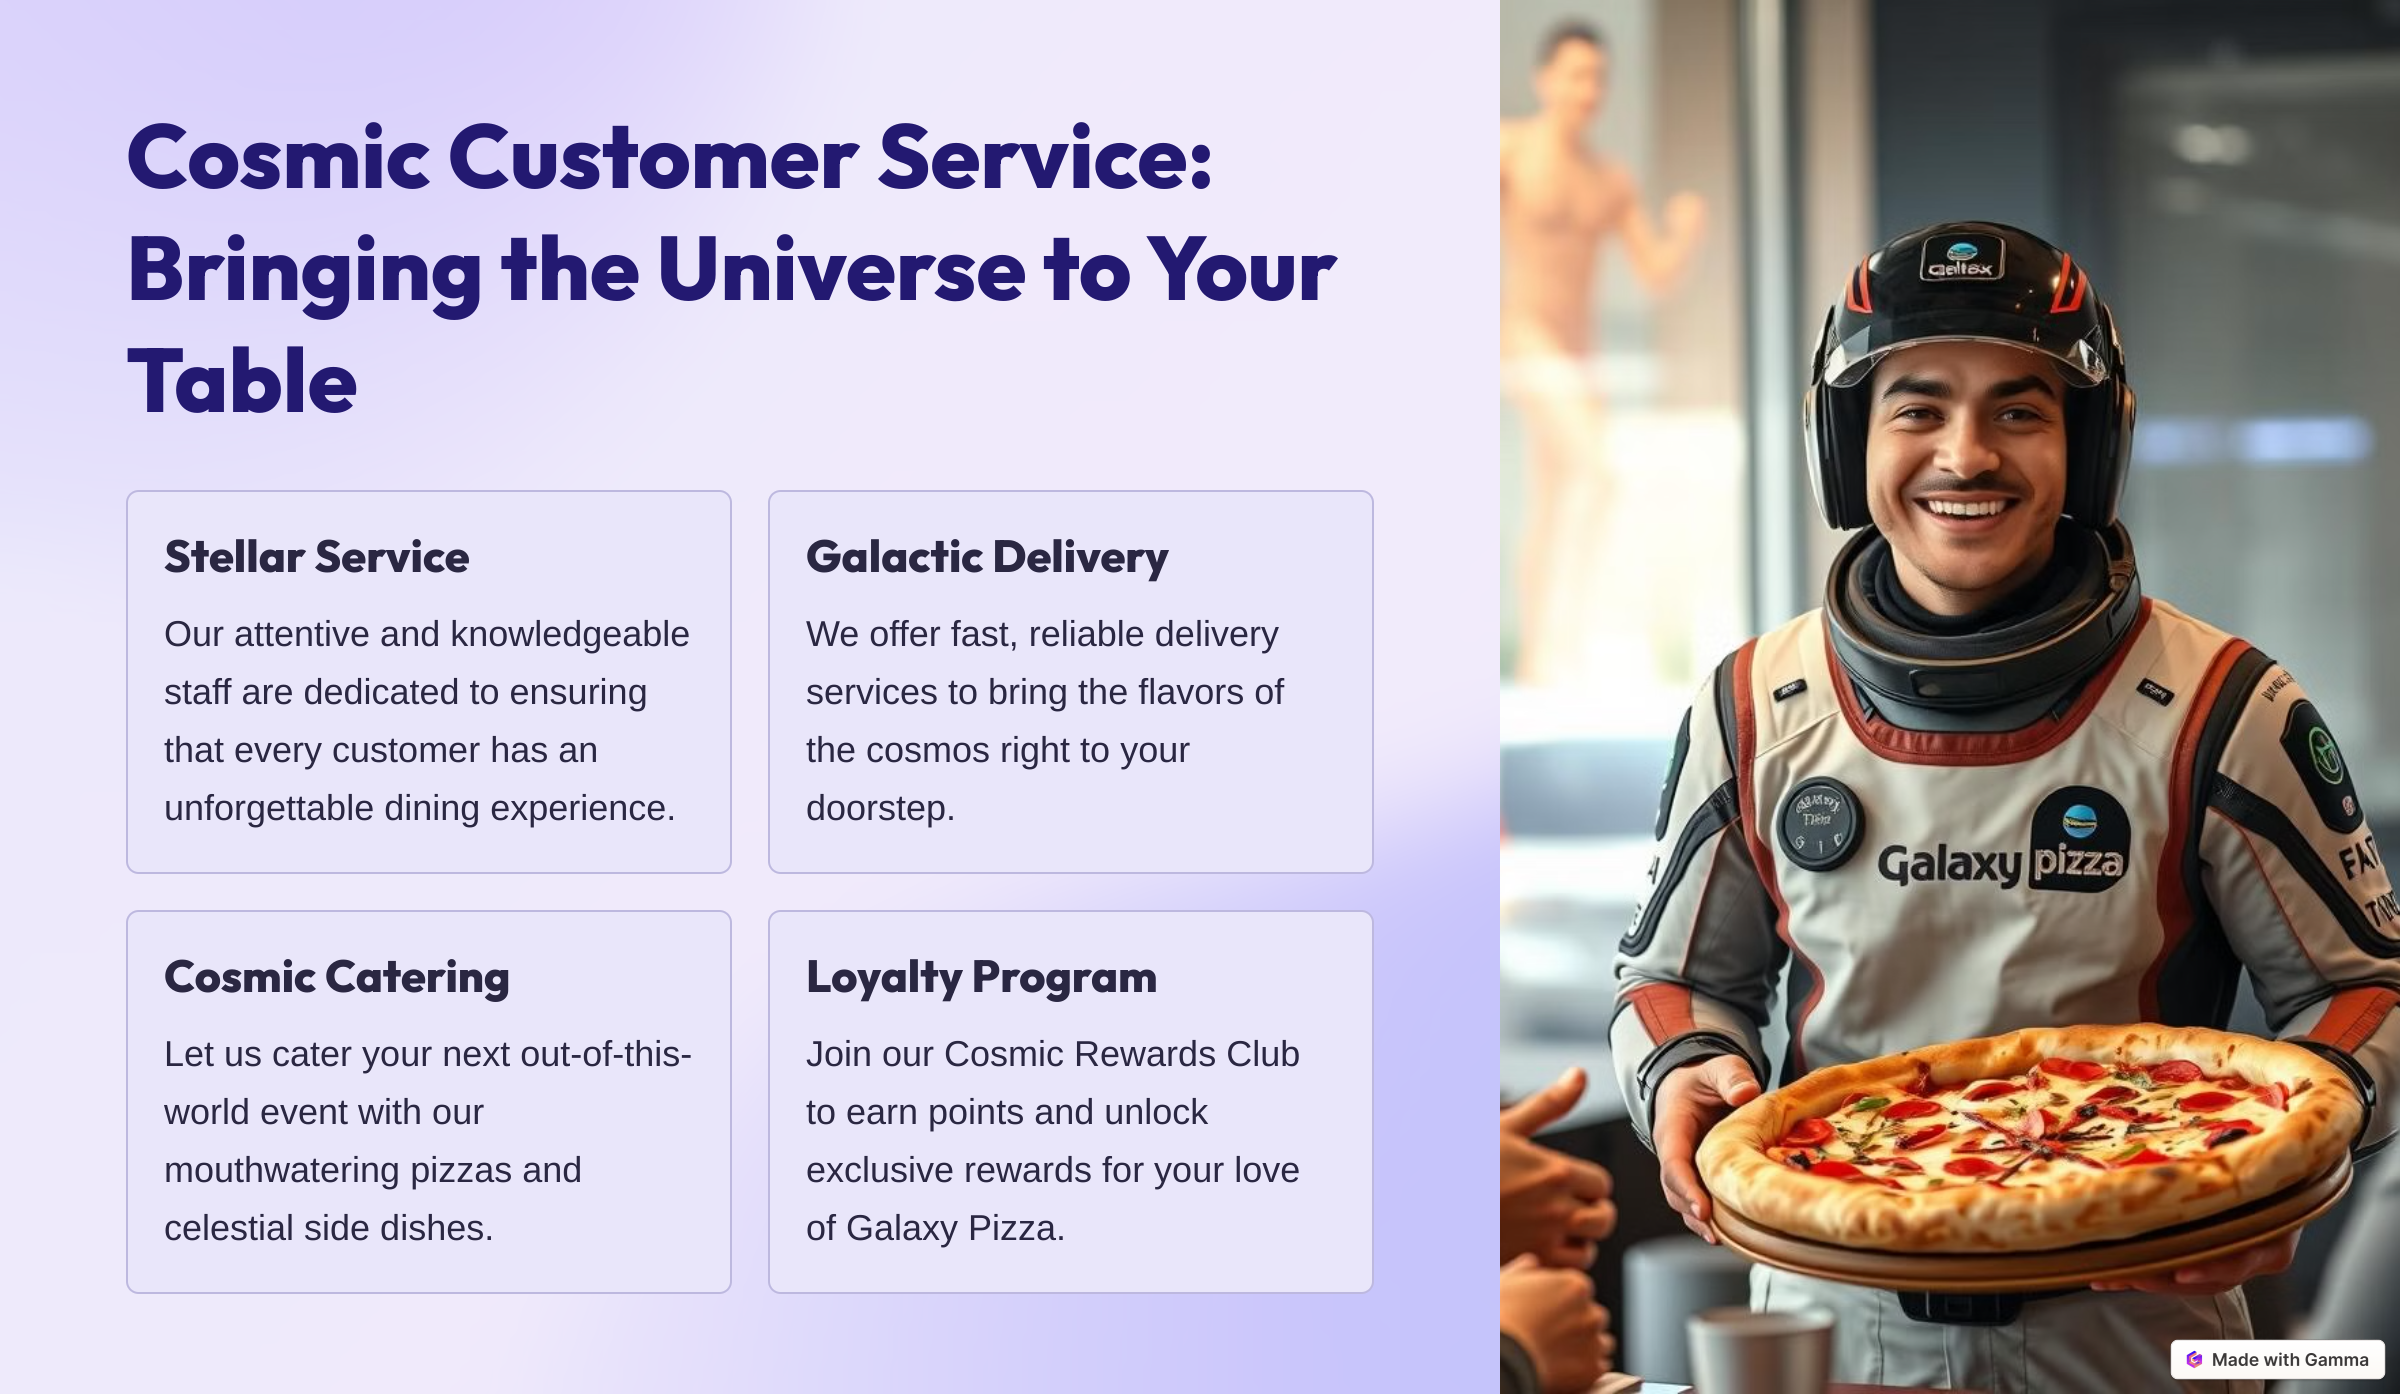 Cosmic Customer Service:
Bringing the Universe to Your
Table
Stellar Service
Our attentive and knowledgeable
staff are dedicated to ensuring
that every customer has an
unforgettable dining experience.
Galactic Delivery
We offer fast, reliable delivery
services to bring the flavors of
the cosmos right to your
doorstep.
Cosmic Catering
Let us cater your next out-of-this-
world event with our
mouthwatering pizzas and
celestial side dishes.
Loyalty Program
Join our Cosmic Rewards Club
to earn points and unlock
exclusive rewards for your love
of Galaxy Pizza.
Galaxy pizza
Made with Gamma